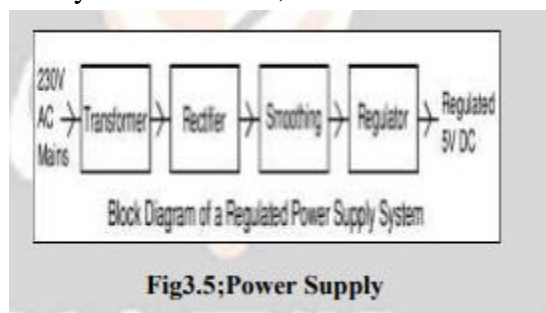 230V
AC
Mains
Transformer
Rectifier
Smoothing
Regulator
Regulated
5V DC
Block Diagram of a Regulated Power Supply System
Fig3.5;Power Supply